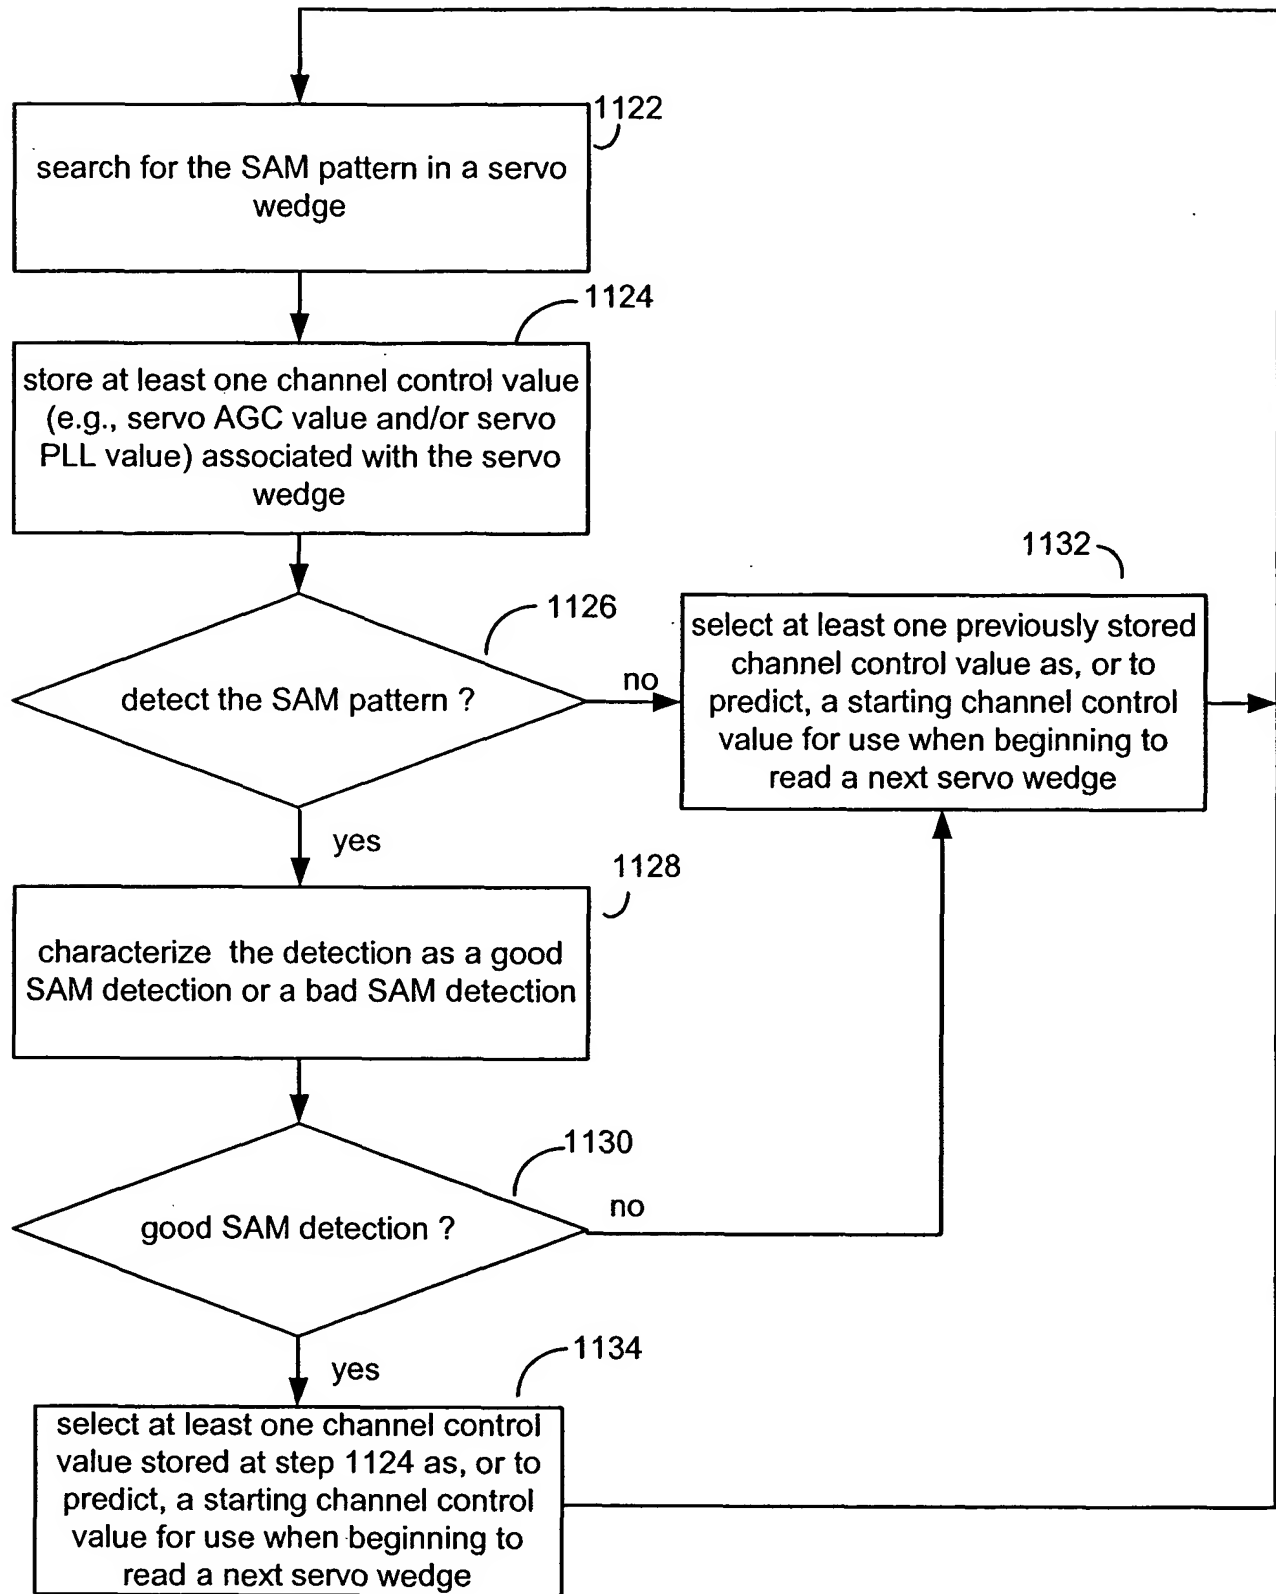 1122
search for the SAM pattern in a servo
wedge
1124
store at least one channel control value
(e.g., servo AGC value and/or servo
PLL value) associated with the servo
wedge
1126
detect the SAM pattern ?
no
1132
select at least one previously stored
channel control value as, or to
predict, a starting channel control
value for use when beginning to
read a next servo wedge
yes
1128
characterize the detection as a good
SAM detection or a bad SAM detection
1130
good SAM detection ?
no
yes
1134
select at least one channel control
value stored at step 1124 as, or to
predict, a starting channel control
value for use when beginning to
read a next servo wedge